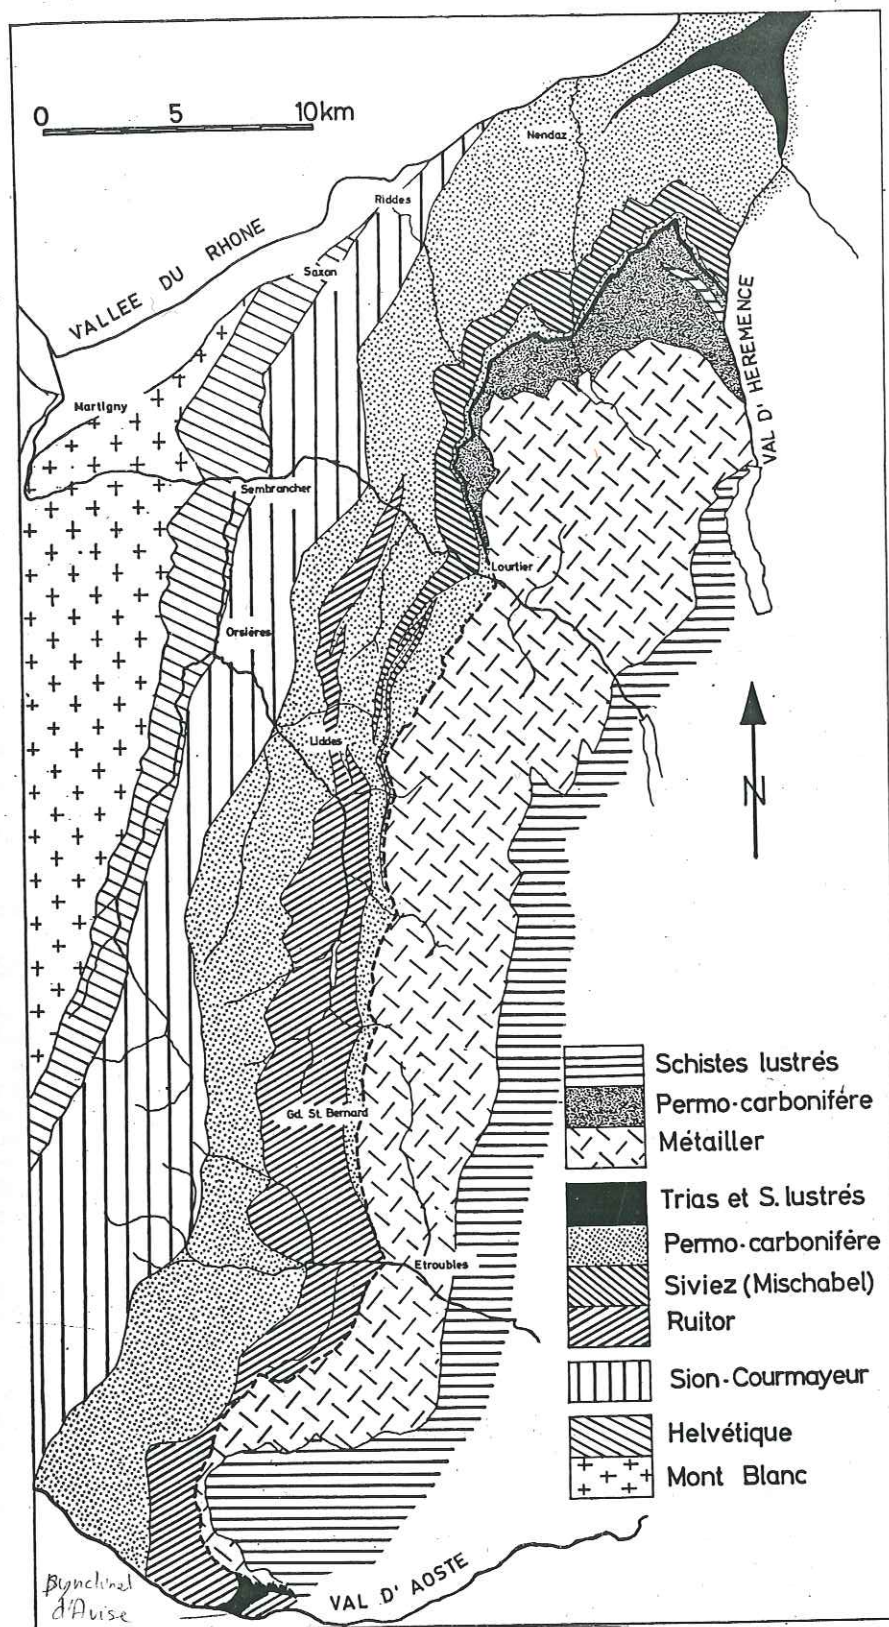 0 5 10km
Nendaz
Riddes
VALLEE DU RHONE
Saxon
VAL D' HEREMENCE
Martigny
Sembrancher
Lourtier
Orsières
Liddes
N
Gd. St. Bernard
Etroubles
Schistes lustrés
Permo-carbonifére
Métailler
Trias et S. lustrés
Permo-carbonifère
Siviez (Mischabel)
Ruitor
Sion-Courmayeur
Helvétique
Mont Blanc
VAL D' AOSTE
d'Avise